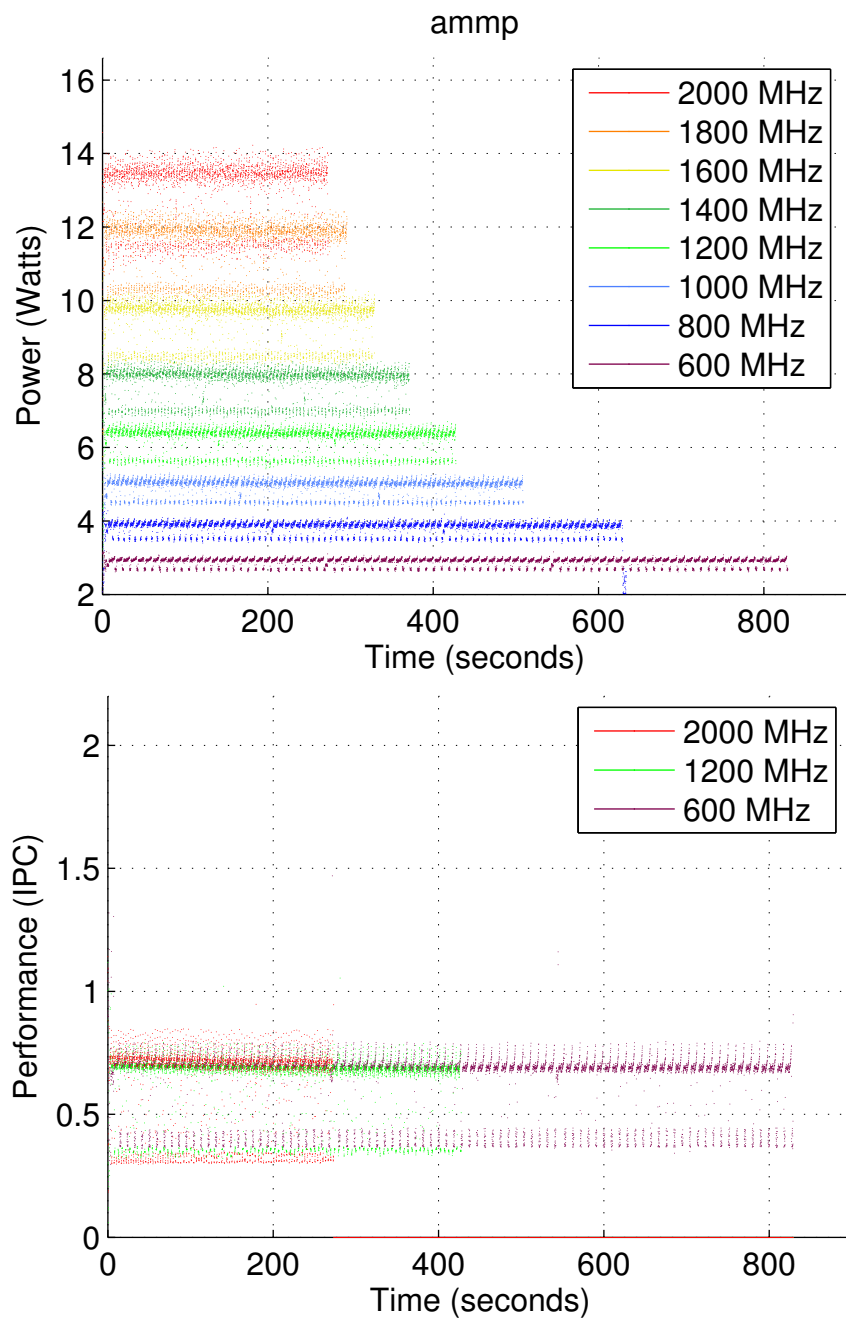 ammp
16
14
12
10
8
6
4
2
Power (Watts)
2000 MHz
1800 MHz
1600 MHz
1400 MHz
1200 MHz
1000 MHz
800 MHz
600 MHz
0 200 400 600 800
Time (seconds)
2
1.5
1
0.5
0
Performance (IPC)
2000 MHz
1200 MHz
600 MHz
0 200 400 600 800
Time (seconds)